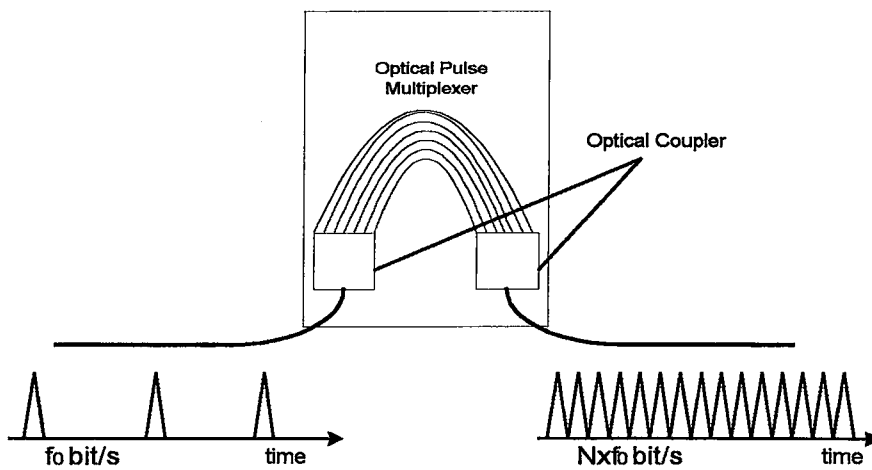 Optical Pulse
Multiplexer
Optical Coupler
f0 bit/s
time
Nxf0 bit/s
time